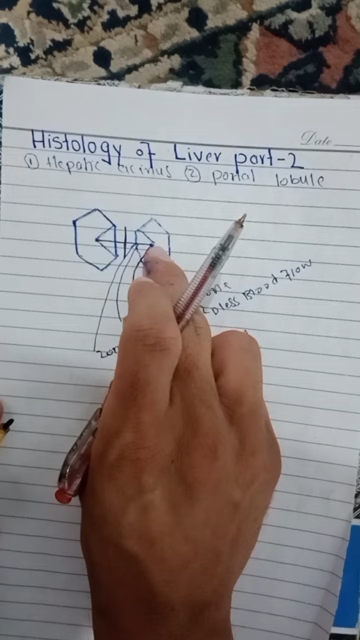 Date
Histology of Liver part-2
① Hepatic acinus ② portal lobule
Less Blood Flow